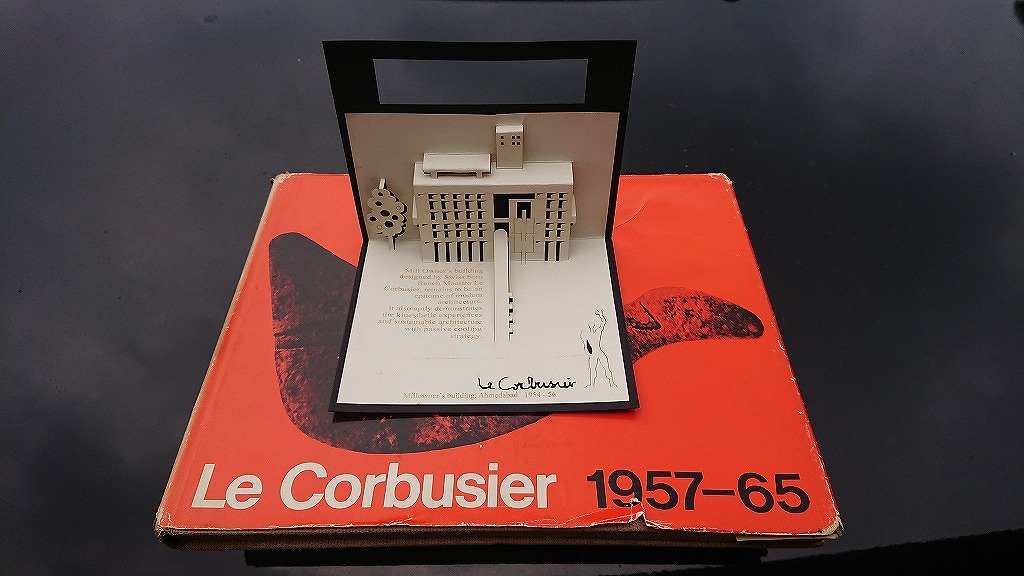 Mill Owner's building
designed by Swiss born
french Maestro Le
Corbusier, remains to be an
epitome of modern
architecture.
It also aptly demonstrates
the kinesthetic experiences
and sustainable architecture
with passive cooling
strategy.
Le Corbusier
Millowner's building, Ahmedabad 1954 - 56
Le Corbusier 1957–65